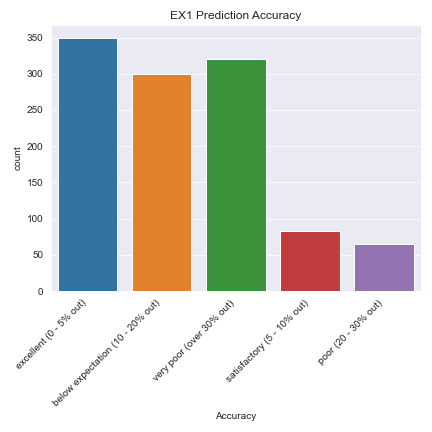 EX1 Prediction Accuracy
350
300
250
200
150
100
50
0
count
excellent (0 - 5% out)
below expectation (10 - 20% out)
very poor (over 30% out)
satisfactory (5 - 10% out)
poor (20 - 30% out)
Accuracy